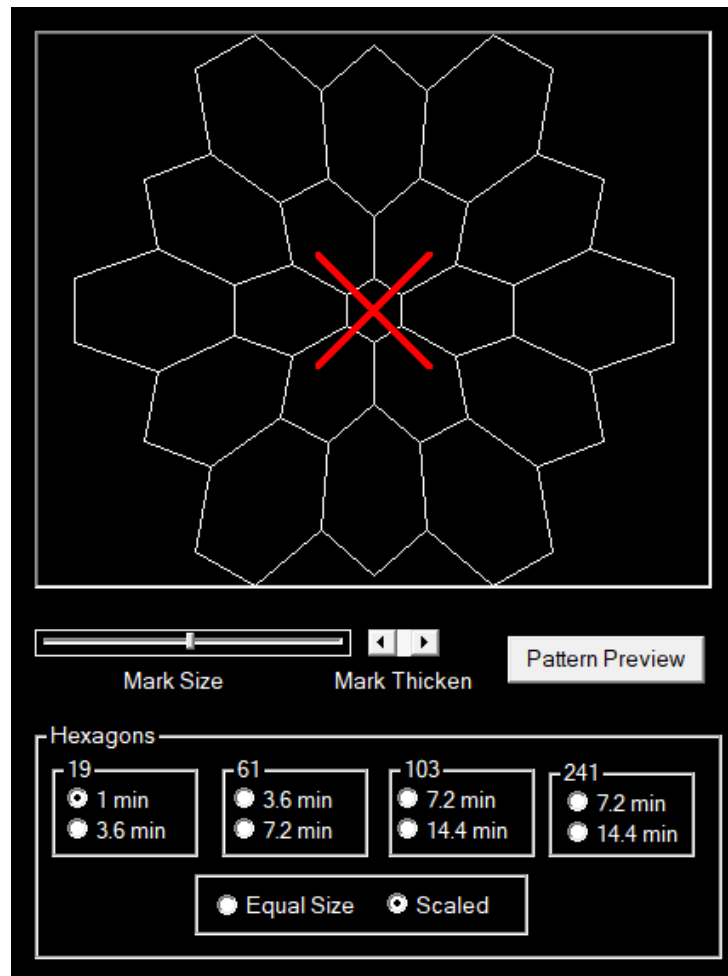 Mark Size
Mark Thicken
Pattern Preview
Hexagons
19
1 min
3.6 min
61
3.6 min
7.2 min
103
7.2 min
14.4 min
241
7.2 min
14.4 min
Equal Size
Scaled